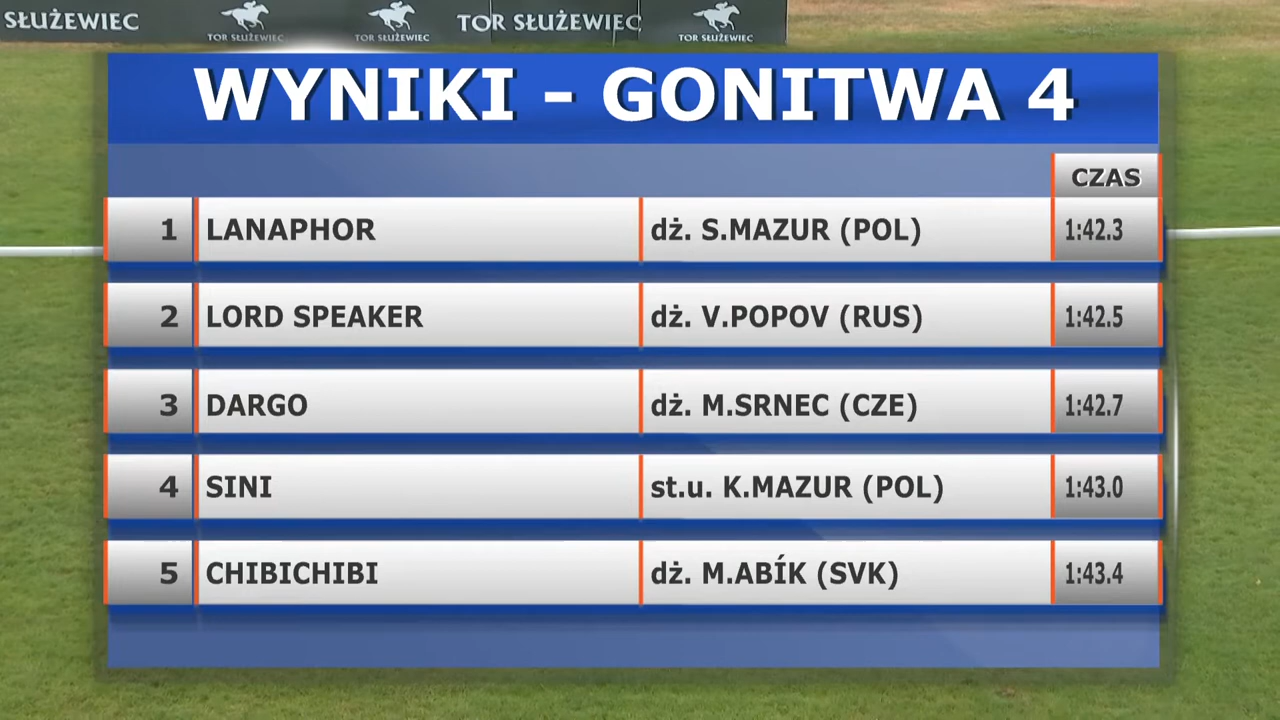 SŁUŻEWIEC TOR SŁUŻEWIEC TOR SŁUŻEWIEC TOR SŁUŻEWIEC TOR SŁUŻEWIEC
WYNIKI - GONITWA 4
CZAS
1 LANAPHOR dż. S.MAZUR (POL) 1:42.3
2 LORD SPEAKER dż. V.POPOV (RUS) 1:42.5
3 DARGO dż. M.SRNEC (CZE) 1:42.7
4 SINI st.u. K.MAZUR (POL) 1:43.0
5 CHIBICHIBI dż. M.ABÍK (SVK) 1:43.4